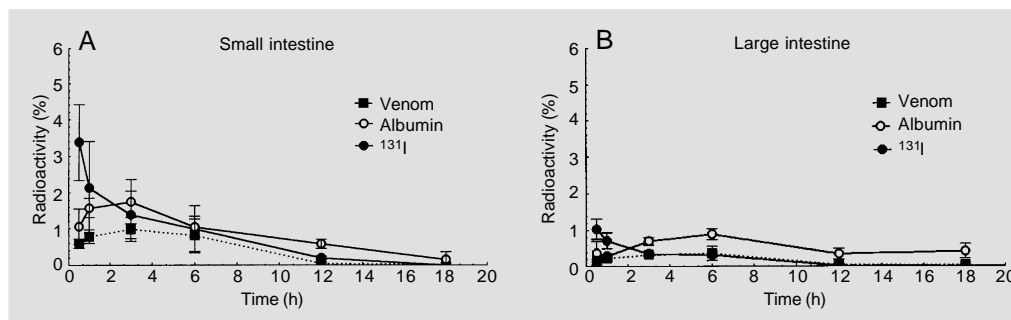 A
Small intestine
6
5
4
3
2
1
0
Radioactivity (%)
Venom
Albumin
131I
0 2 4 6 8 10 12 14 16 18 20
Time (h)
B
Large intestine
6
5
4
3
2
1
0
Radioactivity (%)
Venom
Albumin
131I
0 2 4 6 8 10 12 14 16 18 20
Time (h)